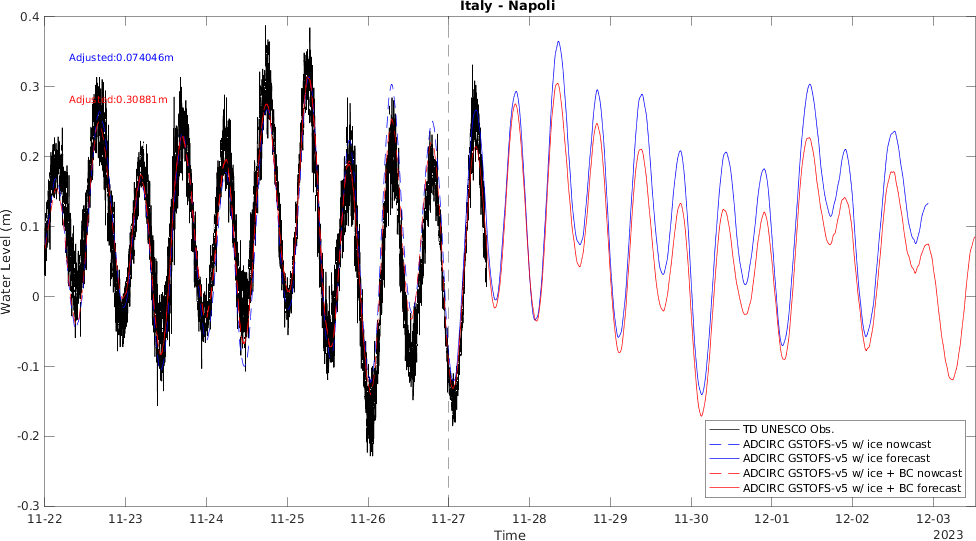 Italy - Napoli
Adjusted:0.074046m
Adjusted:0.30881m
Water Level (m)
0.4
0.3
0.2
0.1
0
-0.1
-0.2
-0.3
TD UNESCO Obs.
ADCIRC GSTOFS-v5 w/ ice nowcast
ADCIRC GSTOFS-v5 w/ ice forecast
ADCIRC GSTOFS-v5 w/ ice + BC nowcast
ADCIRC GSTOFS-v5 w/ ice + BC forecast
11-22 11-23 11-24 11-25 11-26 11-27 11-28 11-29 11-30 12-01 12-02 12-03
Time
2023